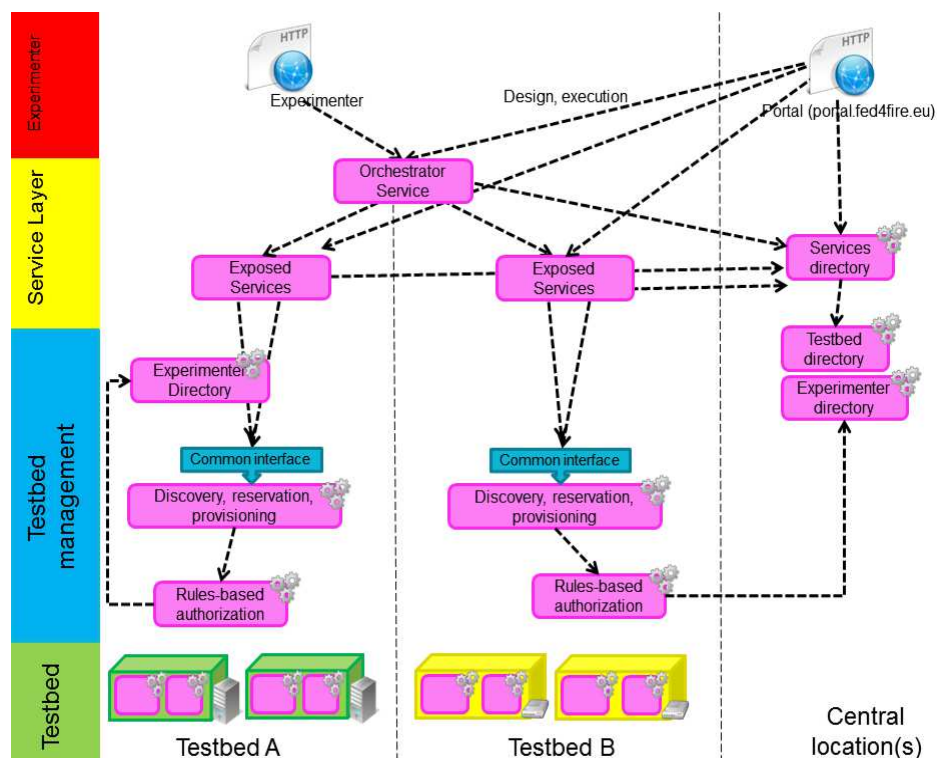 Experimenter
Service Layer
Testbed
management
Testbed
HTTP
Experimenter
HTTP
Portal (portal.fed4fire.eu)
Design, execution
Orchestrator
Service
Exposed
Services
Exposed
Services
Services
directory
Testbed
directory
Experimenter
directory
Experimenter
Directory
Common interface
Common interface
Discovery, reservation,
provisioning
Discovery, reservation,
provisioning
Rules-based
authorization
Rules-based
authorization
Testbed A
Testbed B
Central
location(s)